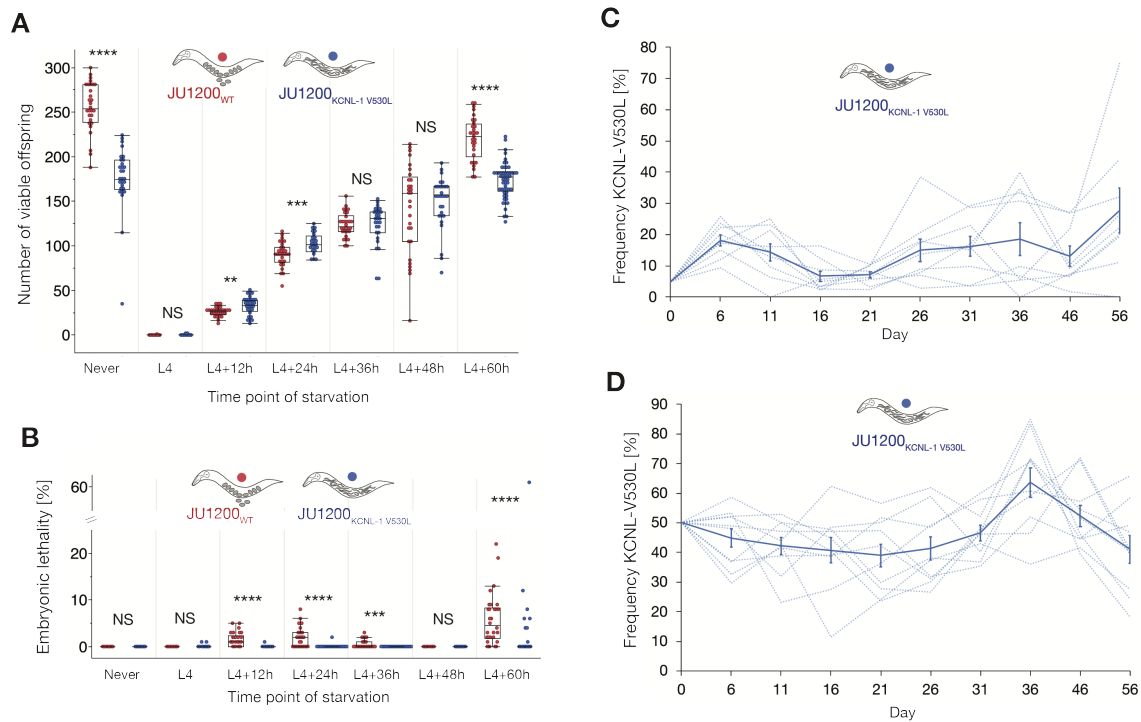 A
Number of viable offspring
300
250
200
150
100
50
0
****
NS
**
***
NS
NS
****
JU1200WT
JU1200KCNL-1 V530L
Never
L4
L4+12h
L4+24h
L4+36h
L4+48h
L4+60h
Time point of starvation
B
Embryonic lethality [%]
60
20
10
0
NS
NS
****
****
***
NS
****
JU1200WT
JU1200KCNL-1 V530L
Never
L4
L4+12h
L4+24h
L4+36h
L4+48h
L4+60h
Time point of starvation
C
Frequency KCNL-V530L [%]
80
70
60
50
40
30
20
10
0
JU1200KCNL-1 V530L
0 6 11 16 21 26 31 36 46 56
Day
D
Frequency KCNL-V530L [%]
90
80
70
60
50
40
30
20
10
0
JU1200KCNL-1 V530L
0 6 11 16 21 26 31 36 46 56
Day